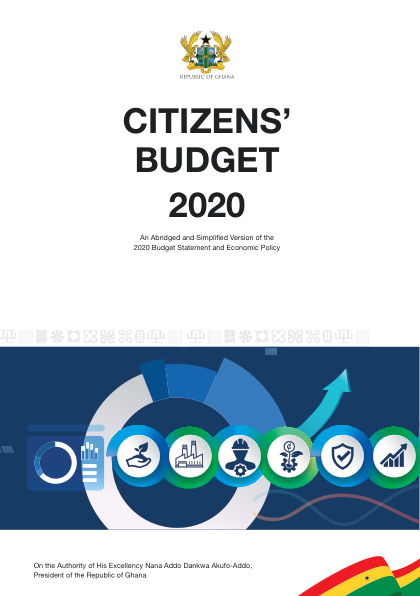 REPUBLIC OF GHANA
CITIZENS’
BUDGET
2020
An Abridged and Simplified Version of the
2020 Budget Statement and Economic Policy
On the Authority of His Excellency Nana Addo Dankwa Akufo-Addo,
President of the Republic of Ghana